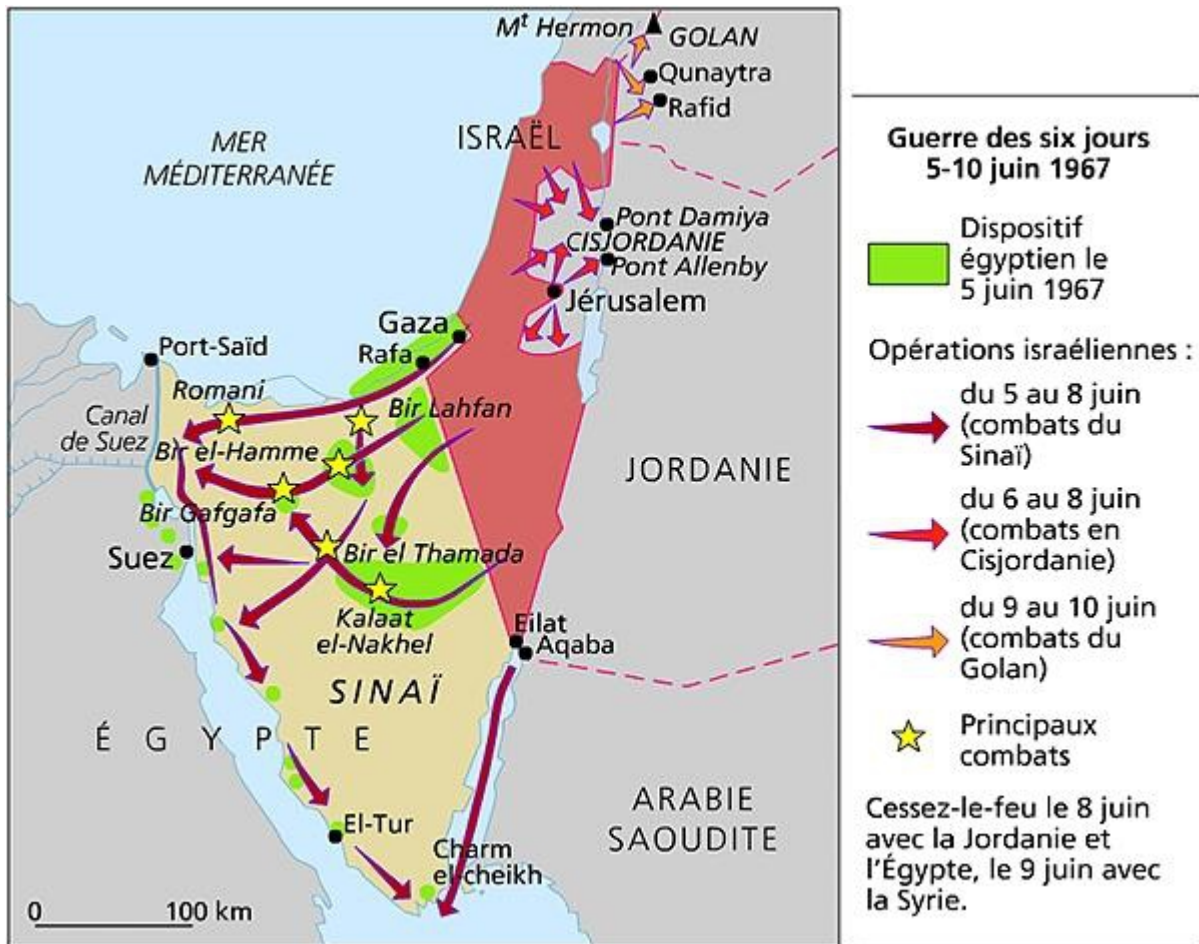 Mt Hermon
GOLAN
Qunaytra
Rafid
ISRAËL
MER
MÉDITERRANÉE
Pont Damiya
CISJORDANIE
Pont Allenby
Jérusalem
Gaza
Rafa
Port-Saïd
Romani
Bir Lahfan
Canal
de Suez
Bir el-Hamme
JORDANIE
Bir Gafgafa
Suez
Bir el Thamada
Kalaat
el-Nakhel
Eilat
Aqaba
SINAÏ
ÉGYPTE
ARABIE
SAOUDITE
El-Tur
Charm
el-cheikh
0 100 km
Guerre des six jours
5-10 juin 1967
Dispositif
égyptien le
5 juin 1967
Opérations israéliennes :
du 5 au 8 juin
(combats du
Sinaï)
du 6 au 8 juin
(combats en
Cisjordanie)
du 9 au 10 juin
(combats du
Golan)
Principaux
combats
Cessez-le-feu le 8 juin
avec la Jordanie et
l'Égypte, le 9 juin avec
la Syrie.